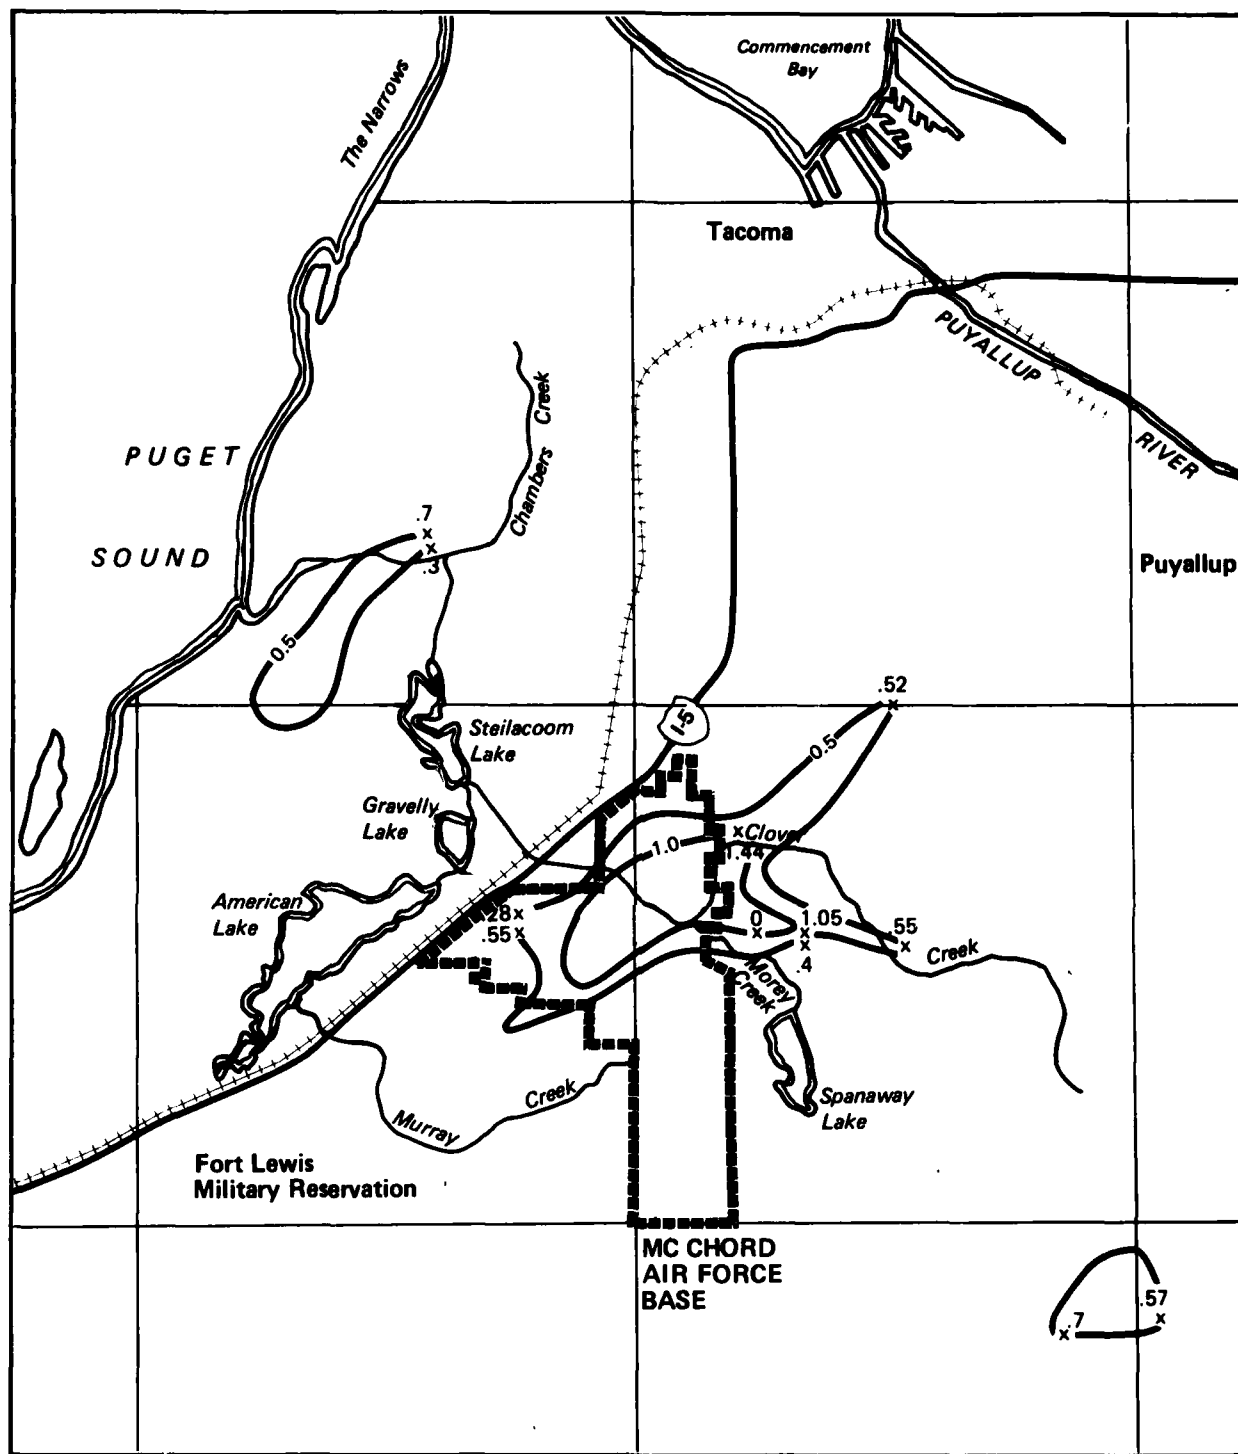 Commencement
Bay
The Narrows
Tacoma
PUYALLUP
RIVER
Chambers Creek
PUGET
SOUND
.7
.3
Puyallup
0.5
.52
I-5
Steilacoom
Lake
0.5
Gravelly
Lake
1.0
Clover
1.44
American
Lake
.28
.55
0
1.05
.55
.4
Creek
Morey
Creek
Spanaway
Lake
Creek
Murray
Fort Lewis
Military Reservation
MC CHORD
AIR FORCE
BASE
.57
.7